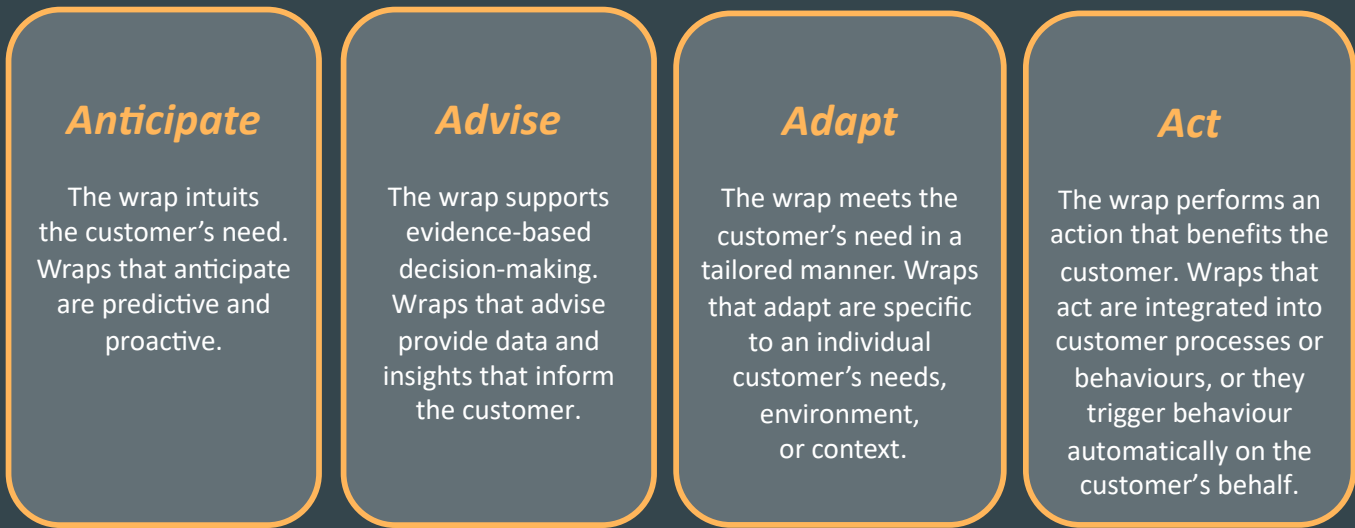 Anticipate
The wrap intuits
the customer’s need.
Wraps that anticipate
are predictive and
proactive.
Advise
The wrap supports
evidence-based
decision-making.
Wraps that advise
provide data and
insights that inform
the customer.
Adapt
The wrap meets the
customer’s need in a
tailored manner. Wraps
that adapt are specific
to an individual
customer’s needs,
environment,
or context.
Act
The wrap performs an
action that benefits the
customer. Wraps that
act are integrated into
customer processes or
behaviours, or they
trigger behaviour
automatically on the
customer’s behalf.